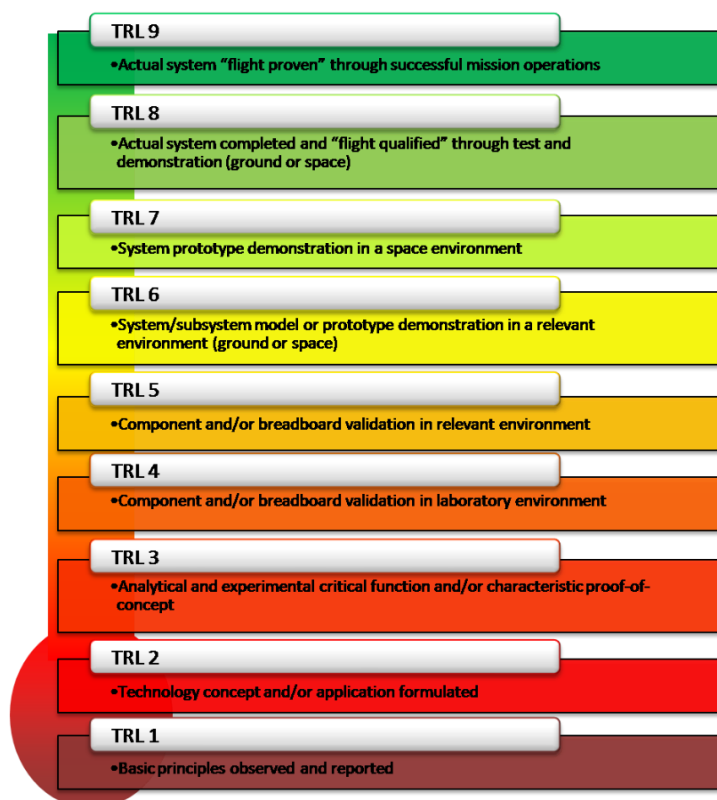 TRL 9
•Actual system “flight proven” through successful mission operations
TRL 8
•Actual system completed and “flight qualified” through test and
demonstration (ground or space)
TRL 7
•System prototype demonstration in a space environment
TRL 6
•System/subsystem model or prototype demonstration in a relevant
environment (ground or space)
TRL 5
•Component and/or breadboard validation in relevant environment
TRL 4
•Component and/or breadboard validation in laboratory environment
TRL 3
•Analytical and experimental critical function and/or characteristic proof-of-
concept
TRL 2
•Technology concept and/or application formulated
TRL 1
•Basic principles observed and reported